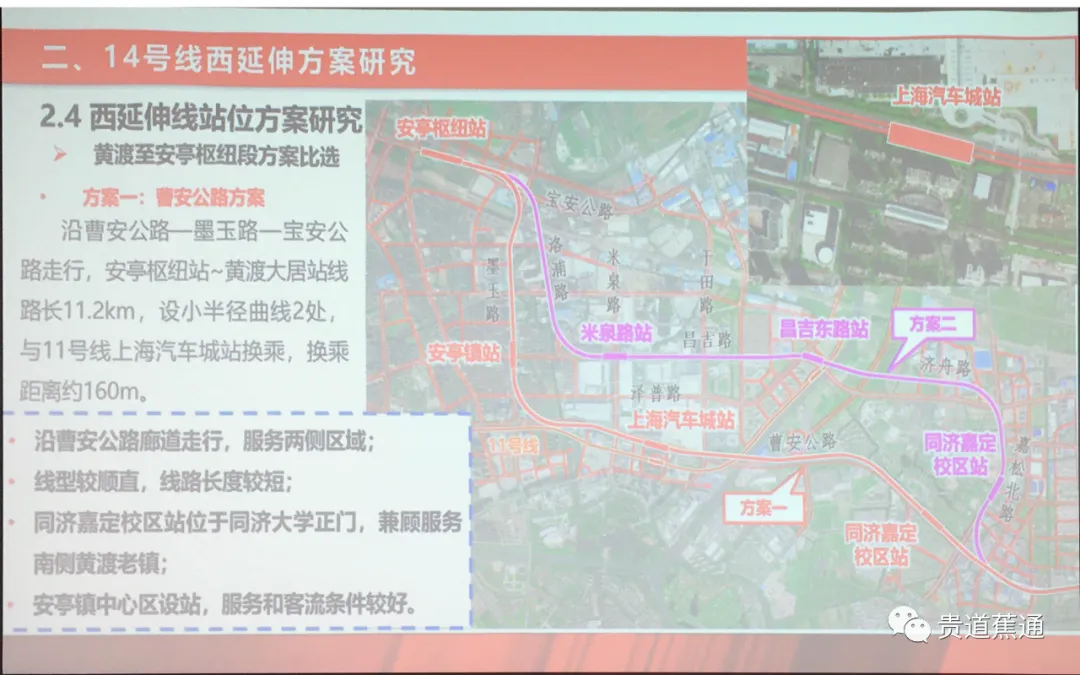 二、14号线西延伸方案研究
2.4 西延伸线站位方案研究
黄渡至安亭枢纽段方案比选
方案一：曹安公路方案
沿曹安公路—墨玉路—宝安公
路走行，安亭枢纽站~黄渡大居站线
路长11.2km，设小半径曲线2处，
与11号线上海汽车城站换乘，换乘
距离约160m。
沿曹安公路廊道走行，服务两侧区域；
线型较顺直，线路长度较短；
同济嘉定校区站位于同济大学正门，兼顾服务
南侧黄渡老镇；
安亭镇中心区设站，服务和客流条件较好。
安亭枢纽站
宝安公路
墨玉路
洛浦路
米泉路
于田路
米泉路站
昌吉路
昌吉东路站
方案二
济舟路
安亭镇站
泽普路
上海汽车城站
11号线
曹安公路
同济嘉定
校区站
嘉松北路
方案一
同济嘉定
校区站
上海汽车城站
贵道蕉通